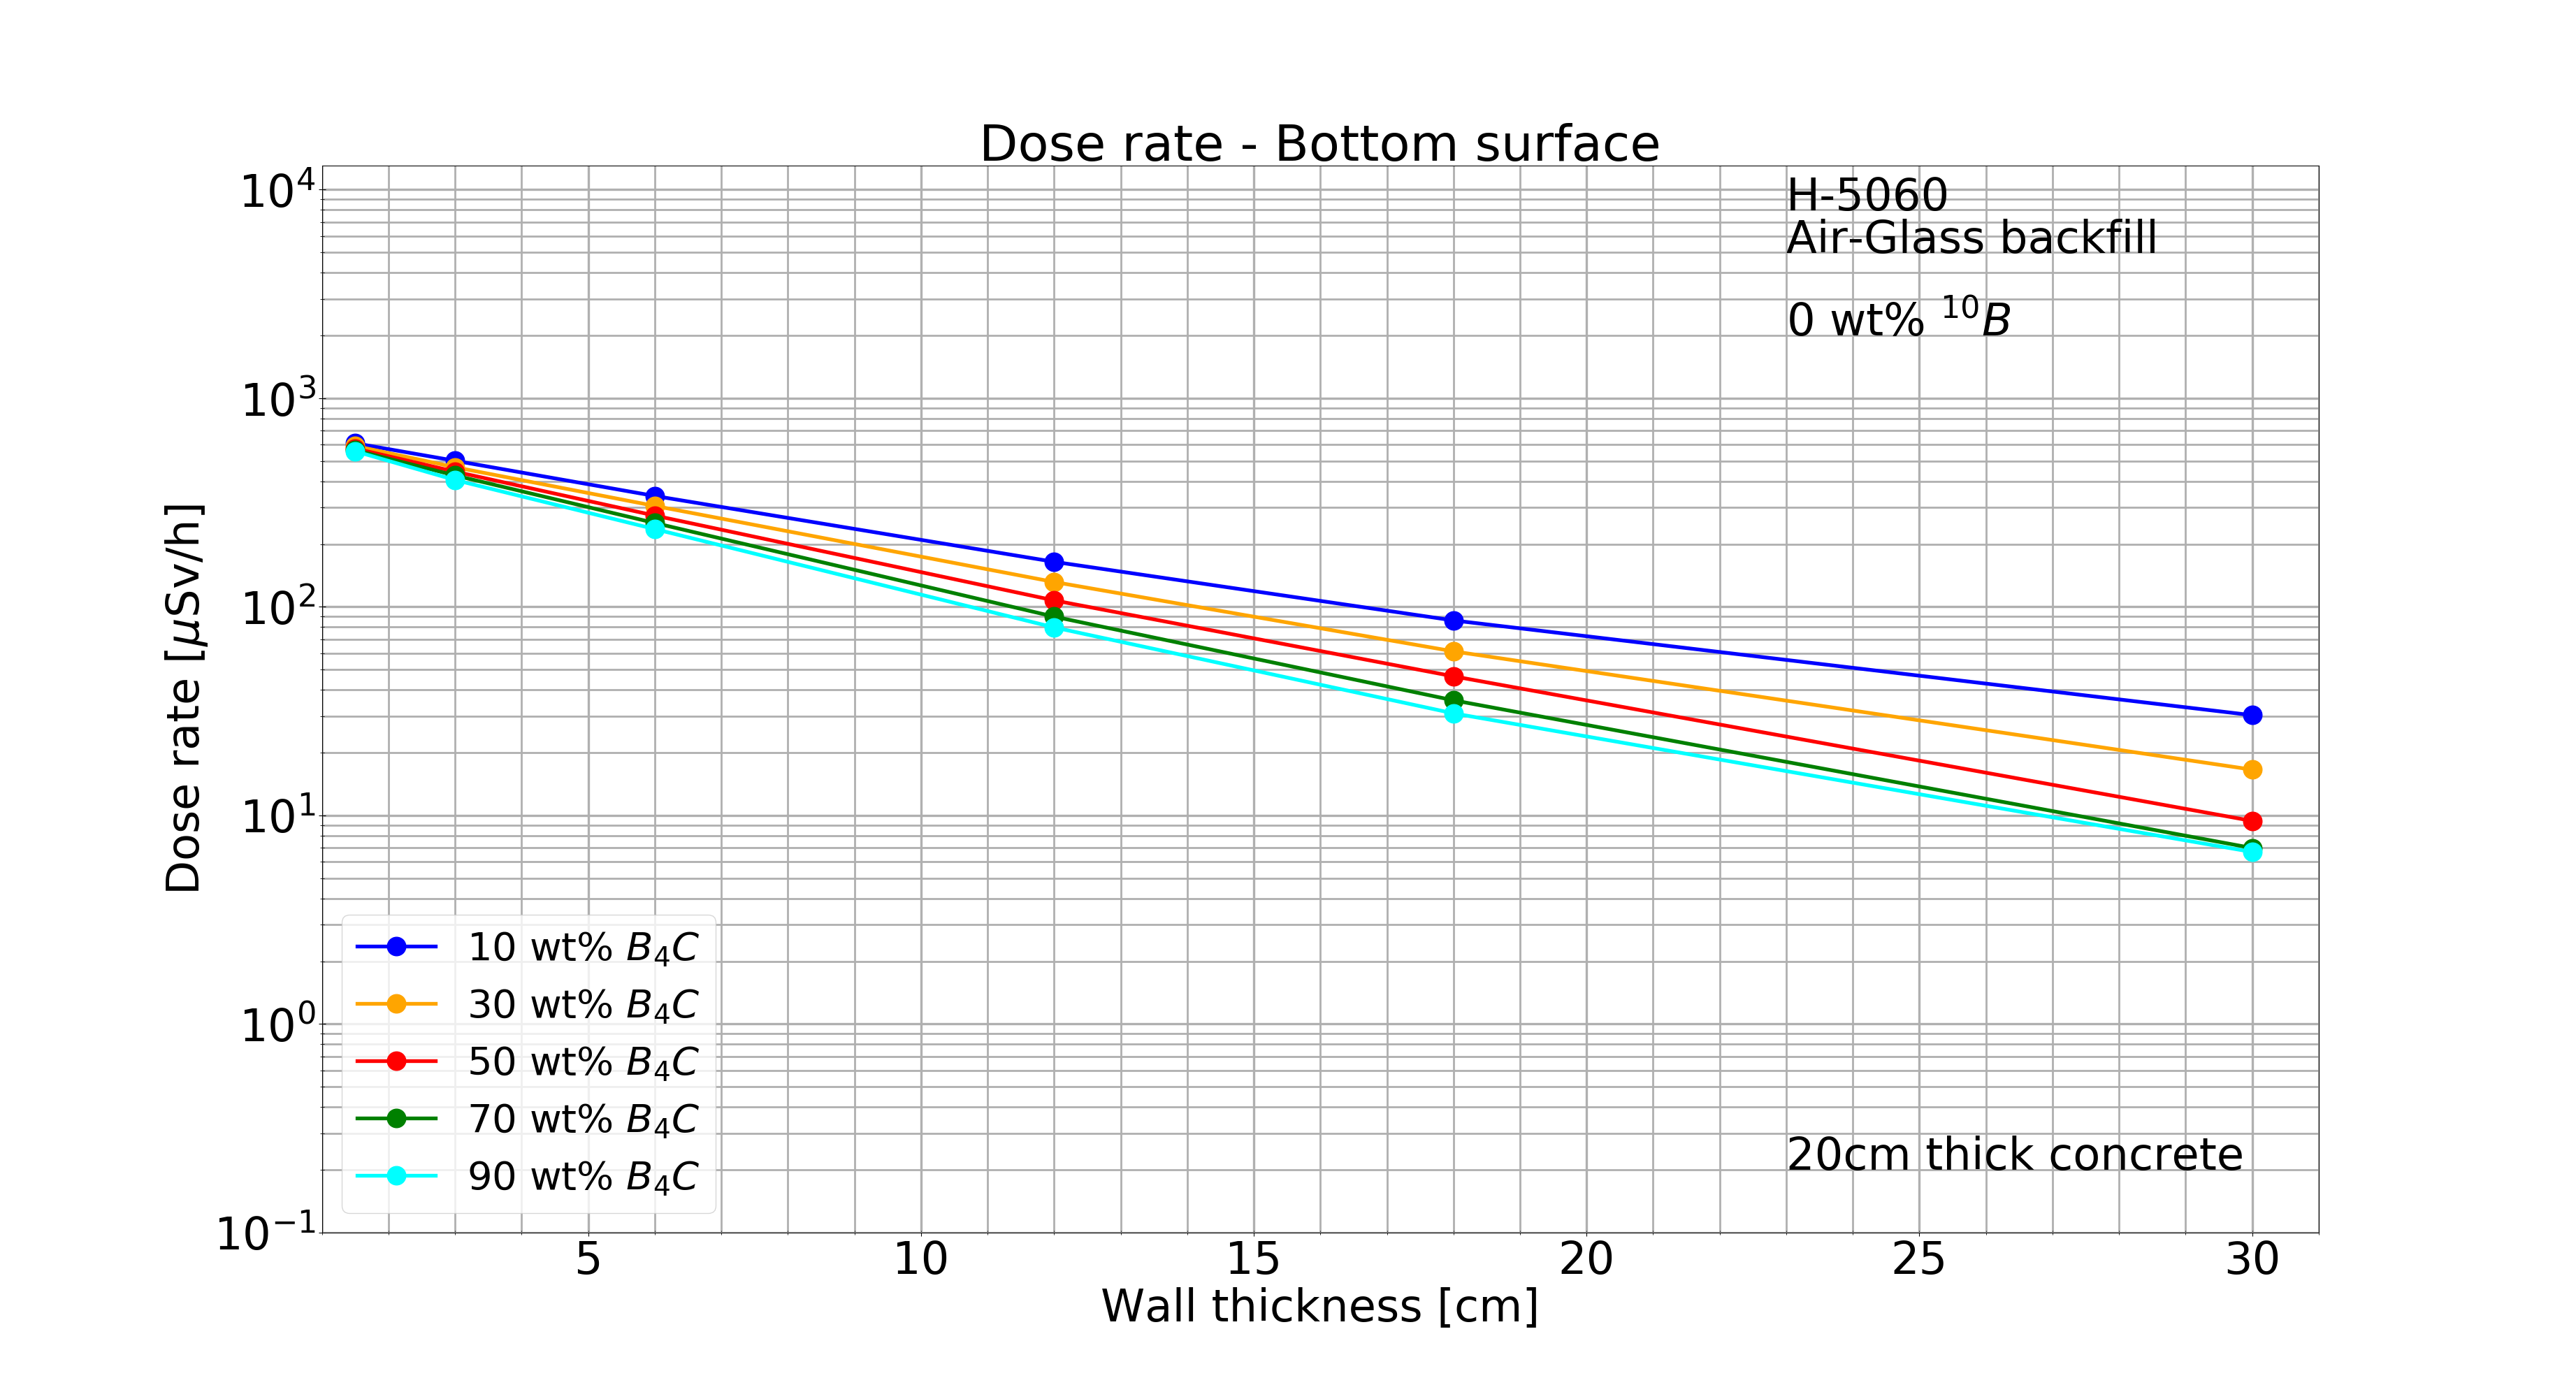 Dose rate - Bottom surface
H-5060
Air-Glass backfill
0 wt% ¹⁰B
10⁴
10³
10²
10¹
10⁰
10⁻¹
Dose rate [μSv/h]
10 wt% B₄C
30 wt% B₄C
50 wt% B₄C
70 wt% B₄C
90 wt% B₄C
20cm thick concrete
5 10 15 20 25 30
Wall thickness [cm]